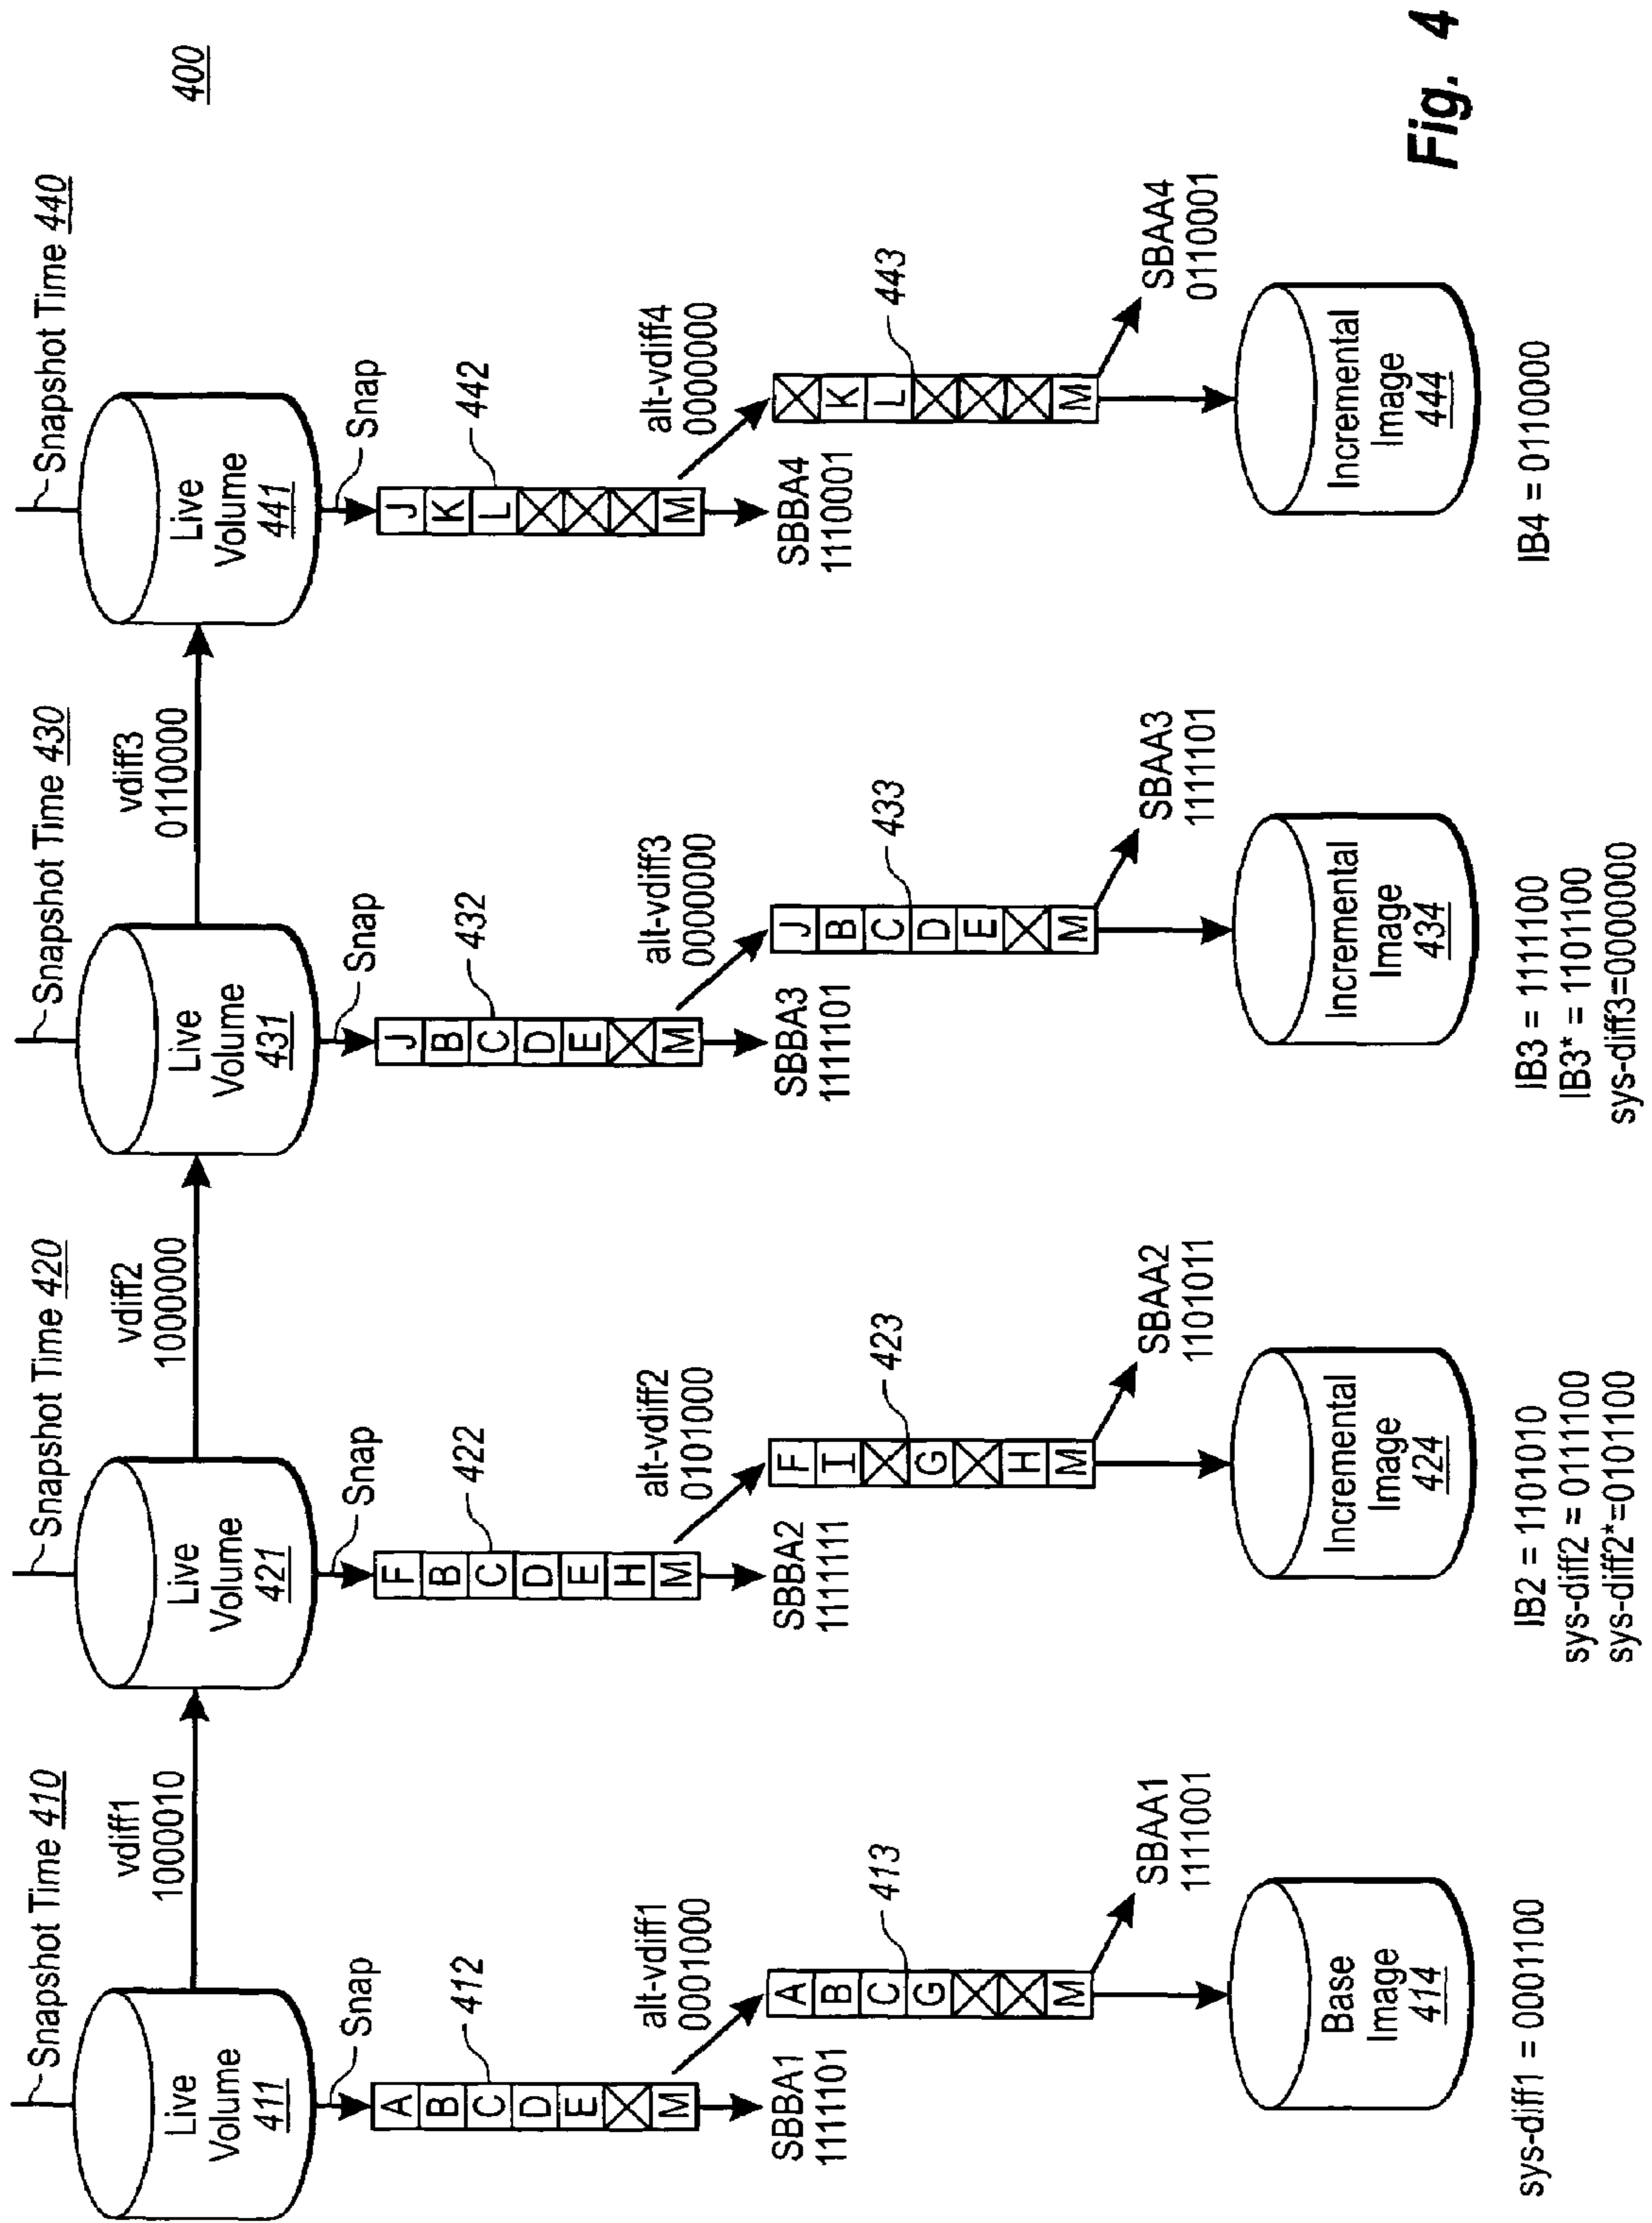 400
Snapshot Time 410
Live
Volume
411
vdiff1
1000010
Snapshot Time 420
Live
Volume
421
vdiff2
1000000
Snapshot Time 430
Live
Volume
431
vdiff3
0110000
Snapshot Time 440
Live
Volume
441
Snap
Snap
Snap
Snap
A
B
C
D
E
M
412
F
B
C
D
E
H
M
422
J
B
C
D
E
M
432
J
K
L
M
442
SBBA1
1111101
alt-vdiff1
0001000
SBBA2
1111111
alt-vdiff2
0101000
SBBA3
1111101
alt-vdiff3
0000000
SBBA4
1110001
alt-vdiff4
0000000
A
B
C
G
M
413
F
I
G
H
M
423
J
B
C
D
E
M
433
K
L
M
443
SBAA1
1111001
SBAA2
1101011
SBAA3
1111101
SBAA4
0110001
Base
Image
414
Incremental
Image
424
Incremental
Image
434
Incremental
Image
444
sys-diff1 = 0001100
IB2 = 1101010
sys-diff2 = 0111100
sys-diff2*=0101100
IB3 = 1111100
IB3* = 1101100
sys-diff3=0000000
IB4 = 0110000
Fig. 4